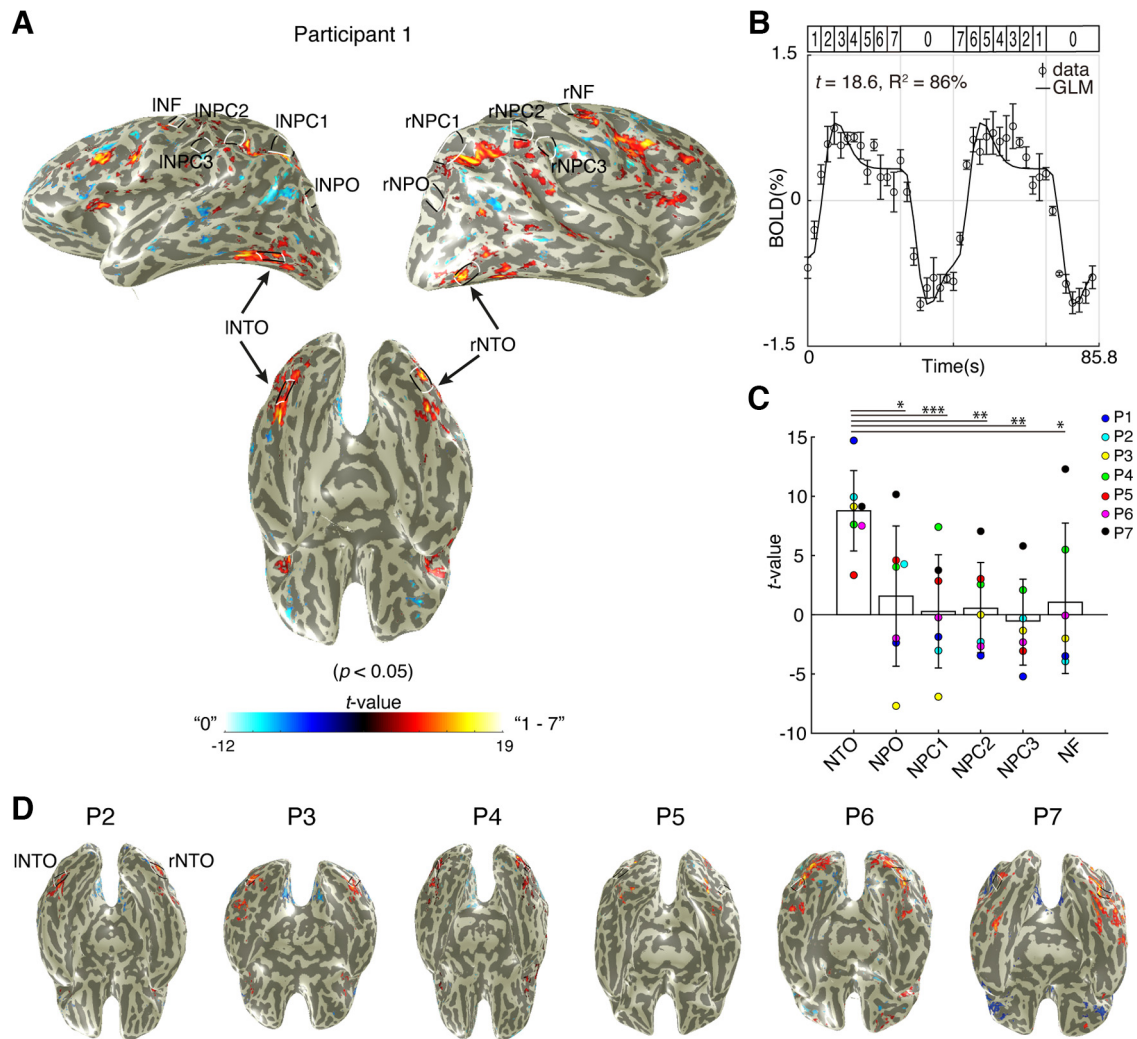 A
Participant 1
lNF
lNPC2
lNPC1
lNPC3
lNPO
rNPC1
rNPC2
rNF
rNPC3
rNPO
lNTO
rNTO
(p < 0.05)
t-value
“0”
“1 - 7”
-12
19
B
1 2 3 4 5 6 7 0 7 6 5 4 3 2 1 0
1.5
t = 18.6, R² = 86%
data
GLM
BOLD(%)
0
-1.5
0
85.8
Time(s)
C
*
***
**
**
*
P1
P2
P3
P4
P5
P6
P7
15
10
5
0
-5
-10
t-value
NTO
NPO
NPC1
NPC2
NPC3
NF
D
P2
P3
P4
P5
P6
P7
lNTO
rNTO